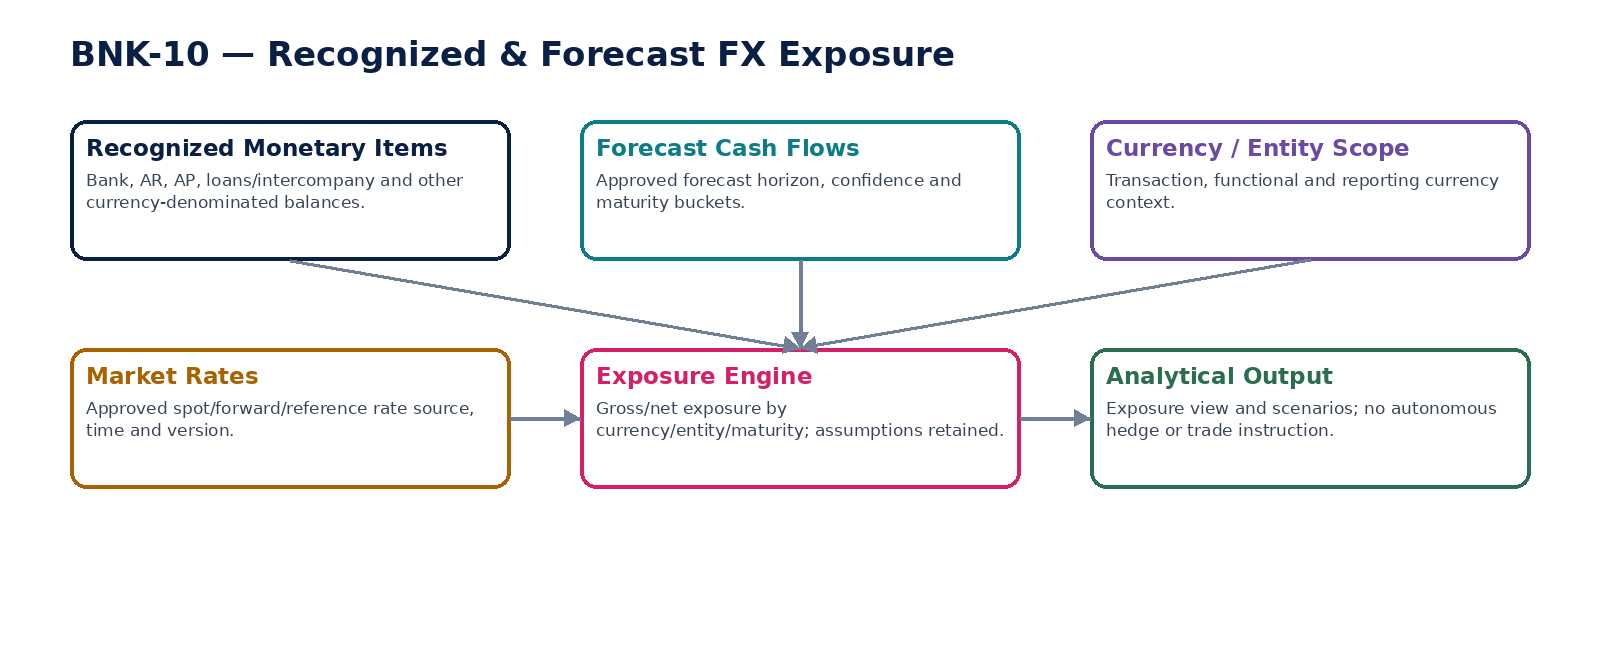 BNK-10 — Recognized & Forecast FX Exposure
Recognized Monetary Items
Bank, AR, AP, loans/intercompany and other
currency-denominated balances.
Forecast Cash Flows
Approved forecast horizon, confidence and
maturity buckets.
Currency / Entity Scope
Transaction, functional and reporting currency
context.
Market Rates
Approved spot/forward/reference rate source,
time and version.
Exposure Engine
Gross/net exposure by
currency/entity/maturity; assumptions retained.
Analytical Output
Exposure view and scenarios; no autonomous
hedge or trade instruction.